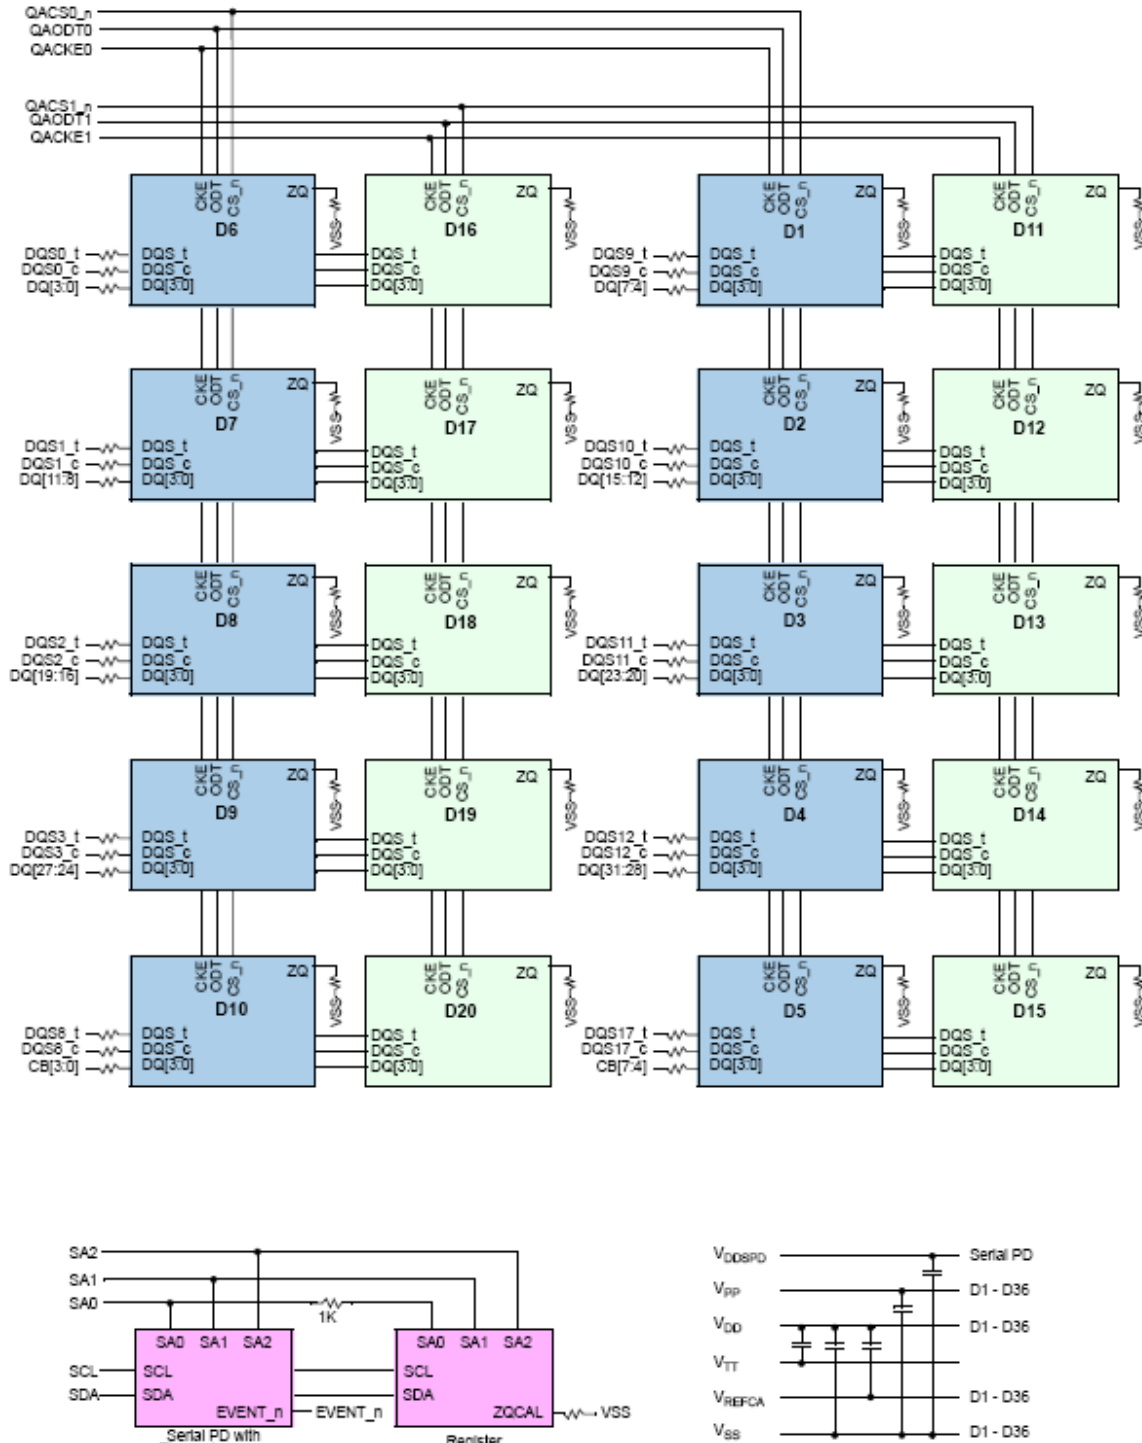 QACS0_n
QAODT0
QACKE0
QACS1_n
QAODT1
QACKE1
CKE ODT CS_n ZQ VSS CKE ODT CS_n ZQ VSS CKE ODT CS_n ZQ VSS CKE ODT CS_n ZQ VSS
D6 D16 D1 D11
DQS0_t DQS_t DQS_t DQS9_t DQS_t DQS_t
DQS0_c DQS_c DQS_c DQS9_c DQS_c DQS_c
DQ[3:0] DQ[3:0] DQ[3:0] DQ[7:4] DQ[3:0] DQ[3:0]
CKE ODT CS_n ZQ VSS CKE ODT CS_n ZQ VSS CKE ODT CS_n ZQ VSS CKE ODT CS_n ZQ VSS
D7 D17 D2 D12
DQS1_t DQS_t DQS_t DQS10_t DQS_t DQS_t
DQS1_c DQS_c DQS_c DQS10_c DQS_c DQS_c
DQ[11:8] DQ[3:0] DQ[3:0] DQ[15:12] DQ[3:0] DQ[3:0]
CKE ODT CS_n ZQ VSS CKE ODT CS_n ZQ VSS CKE ODT CS_n ZQ VSS CKE ODT CS_n ZQ VSS
D8 D18 D3 D13
DQS2_t DQS_t DQS_t DQS11_t DQS_t DQS_t
DQS2_c DQS_c DQS_c DQS11_c DQS_c DQS_c
DQ[19:16] DQ[3:0] DQ[3:0] DQ[23:20] DQ[3:0] DQ[3:0]
CKE ODT CS_n ZQ VSS CKE ODT CS_n ZQ VSS CKE ODT CS_n ZQ VSS CKE ODT CS_n ZQ VSS
D9 D19 D4 D14
DQS3_t DQS_t DQS_t DQS12_t DQS_t DQS_t
DQS3_c DQS_c DQS_c DQS12_c DQS_c DQS_c
DQ[27:24] DQ[3:0] DQ[3:0] DQ[31:28] DQ[3:0] DQ[3:0]
CKE ODT CS_n ZQ VSS CKE ODT CS_n ZQ VSS CKE ODT CS_n ZQ VSS CKE ODT CS_n ZQ VSS
D10 D20 D5 D15
DQS8_t DQS_t DQS_t DQS17_t DQS_t DQS_t
DQS8_c DQS_c DQS_c DQS17_c DQS_c DQS_c
CB[3:0] DQ[3:0] DQ[3:0] CB[7:4] DQ[3:0] DQ[3:0]
SA2
SA1
SA0
1K
SA0 SA1 SA2 SA0 SA1 SA2
SCL SCL SCL
SDA SDA SDA
EVENT_n EVENT_n ZQCAL VSS
Serial PD with Register
VDDSPD Serial PD
VPP D1 - D36
VDD D1 - D36
VTT
VREFCA D1 - D36
VSS D1 - D36